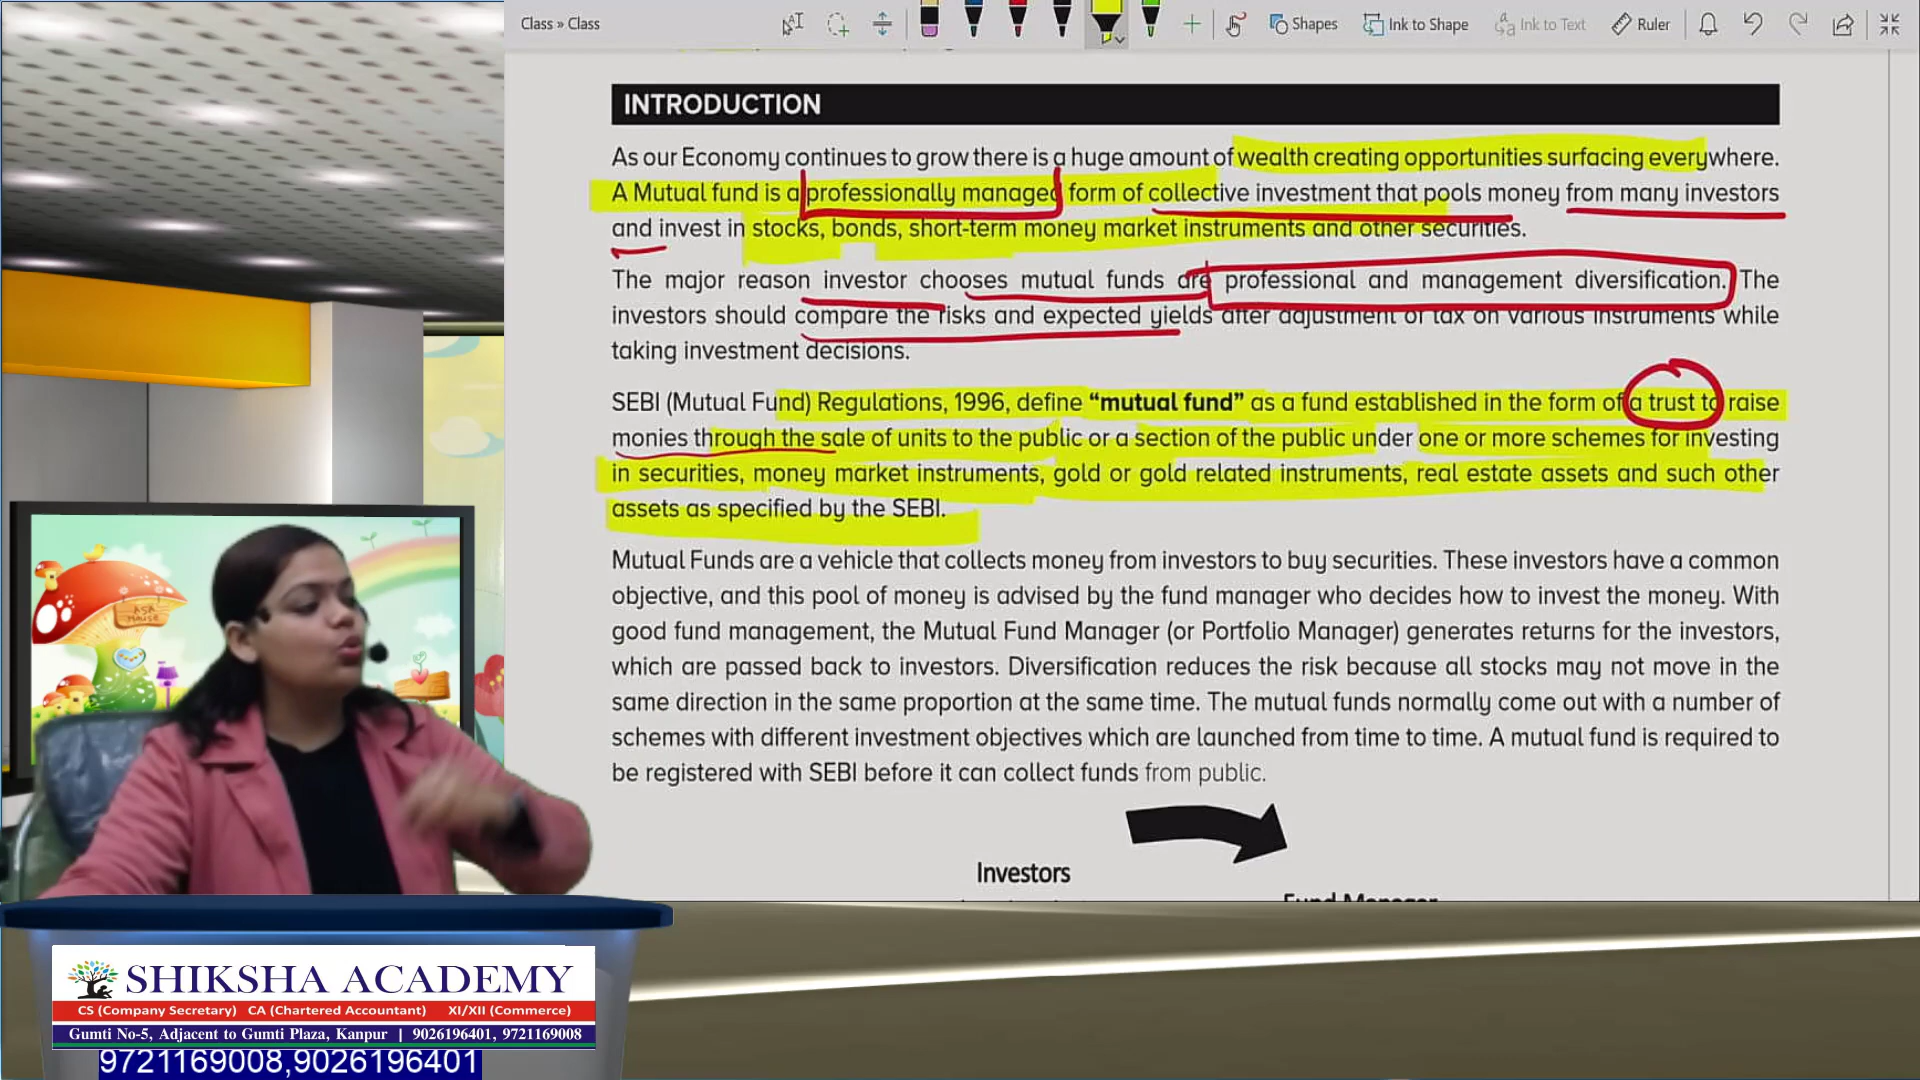 Class » Class
Shapes
Ink to Shape
Ink to Text
Ruler
INTRODUCTION
As our Economy continues to grow there is a huge amount of wealth creating opportunities surfacing everywhere.
A Mutual fund is a professionally managed form of collective investment that pools money from many investors
and invest in stocks, bonds, short-term money market instruments and other securities.
The major reason investor chooses mutual funds are professional and management diversification. The
investors should compare the risks and expected yields after adjustment of tax on various instruments while
taking investment decisions.
SEBI (Mutual Fund) Regulations, 1996, define “mutual fund” as a fund established in the form of a trust to raise
monies through the sale of units to the public or a section of the public under one or more schemes for investing
in securities, money market instruments, gold or gold related instruments, real estate assets and such other
assets as specified by the SEBI.
Mutual Funds are a vehicle that collects money from investors to buy securities. These investors have a common
objective, and this pool of money is advised by the fund manager who decides how to invest the money. With
good fund management, the Mutual Fund Manager (or Portfolio Manager) generates returns for the investors,
which are passed back to investors. Diversification reduces the risk because all stocks may not move in the
same direction in the same proportion at the same time. The mutual funds normally come out with a number of
schemes with different investment objectives which are launched from time to time. A mutual fund is required to
be registered with SEBI before it can collect funds from public.
Investors
Fund Manager
SHIKSHA ACADEMY
CS (Company Secretary) CA (Chartered Accountant) XI/XII (Commerce)
Gumti No-5, Adjacent to Gumti Plaza, Kanpur | 9026196401, 9721169008
9721169008,9026196401